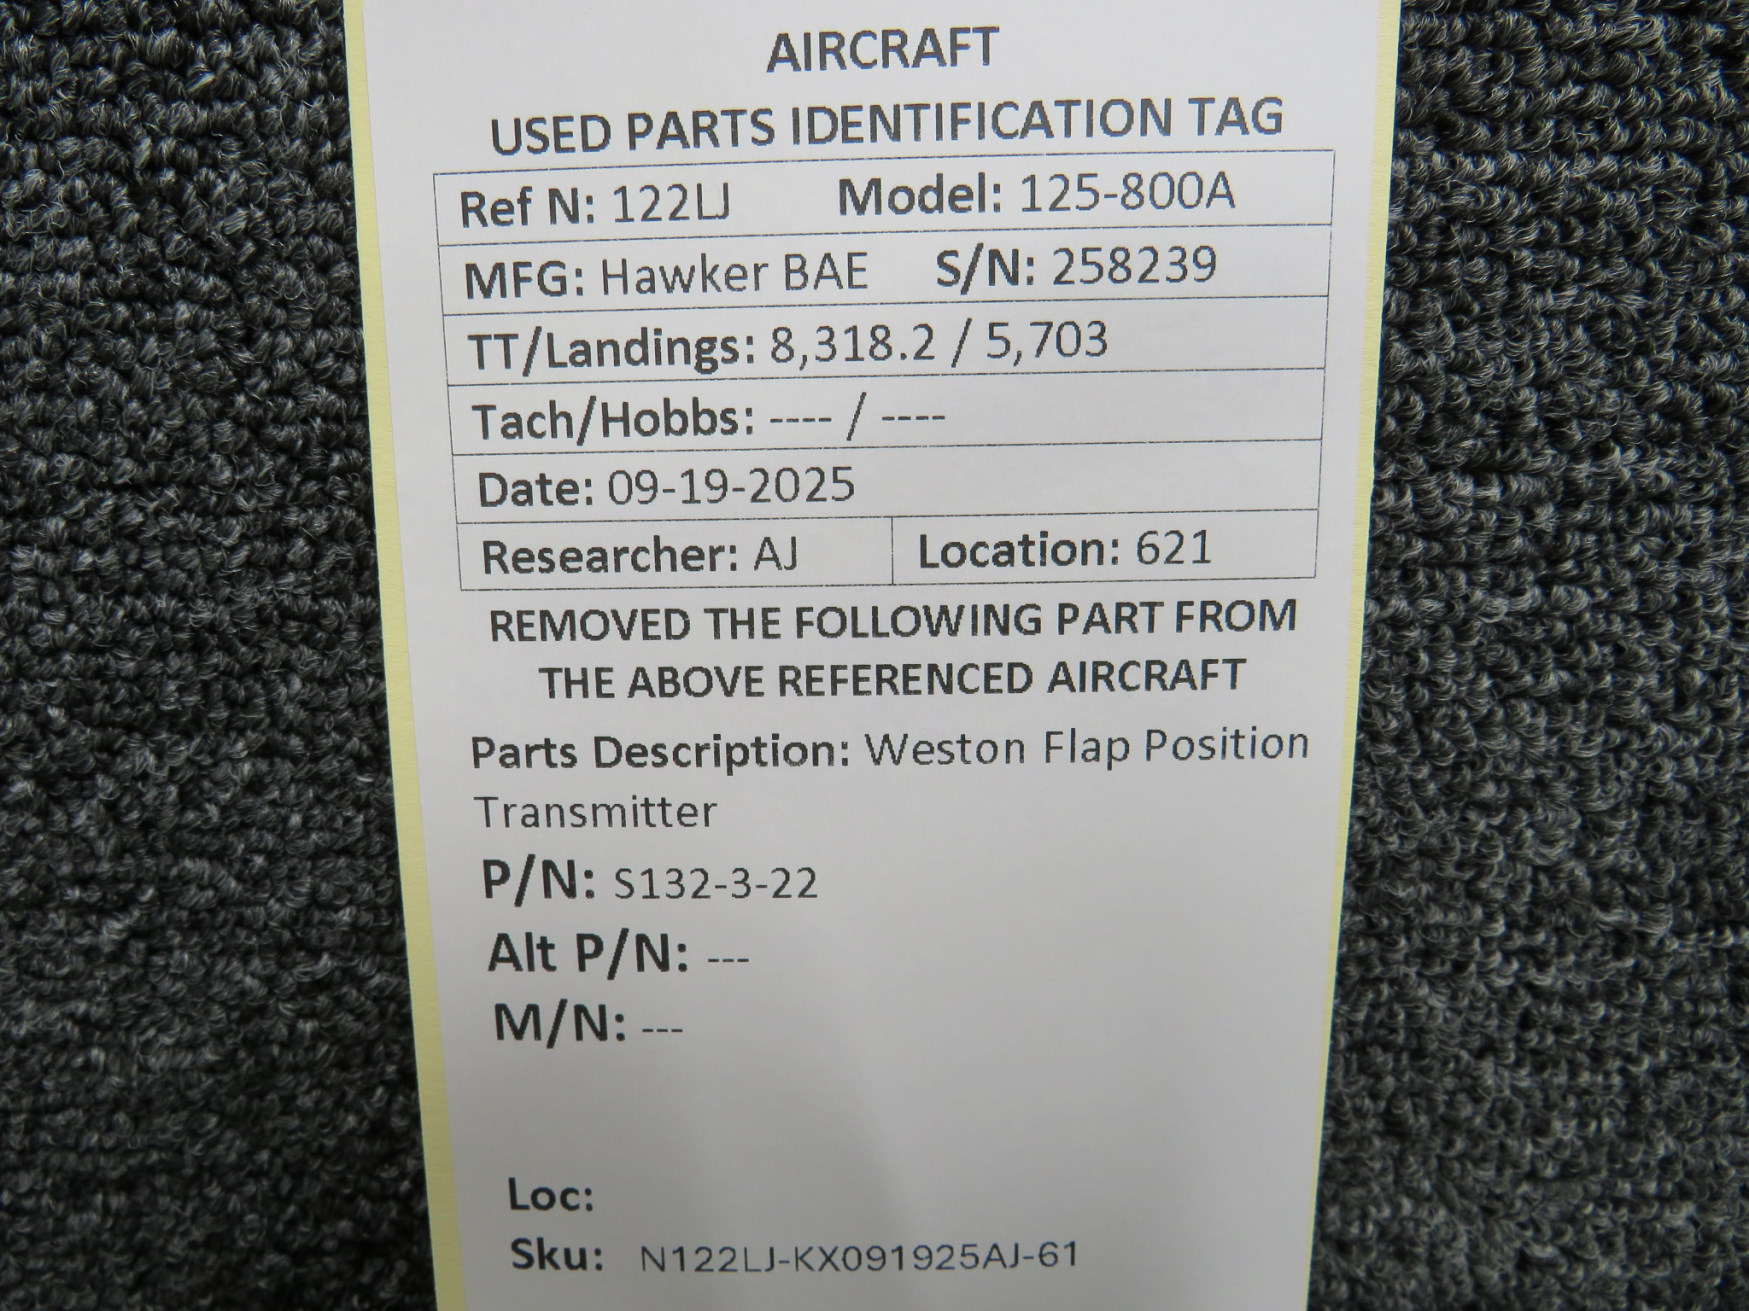 AIRCRAFT
USED PARTS IDENTIFICATION TAG
Ref N: 122LJ Model: 125-800A
MFG: Hawker BAE S/N: 258239
TT/Landings: 8,318.2 / 5,703
Tach/Hobbs: ---- / ----
Date: 09-19-2025
Researcher: AJ Location: 621
REMOVED THE FOLLOWING PART FROM
THE ABOVE REFERENCED AIRCRAFT
Parts Description: Weston Flap Position
Transmitter
P/N: S132-3-22
Alt P/N: ---
M/N: ---
Loc:
Sku: N122LJ-KX091925AJ-61